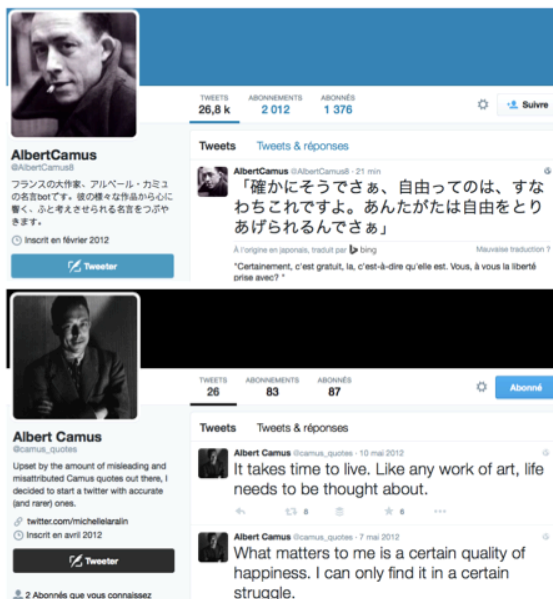 TWEETS ABONNEMENTS ABONNÉS
26,8 k 2 012 1 376
Suivre
Tweets Tweets & réponses
AlbertCamus
@AlbertCamus8
フランスの大作家、アルベール・カミュ
の名言botです。彼の様々な作品から心に
響く、ふと考えさせられる名言をつぶや
きます。
Inscrit en février 2012
Tweeter
AlbertCamus @AlbertCamus8 · 21 min
「確かにそうでさぁ、自由ってのは、すな
わちこれですよ。あんたがたは自由をとり
あげられるんでさぁ」
À l'origine en japonais, traduit par bing Mauvaise traduction ?
"Certainement, c'est gratuit, la, c'est-à-dire qu'elle est. Vous, à vous la liberté
prise avec? "
TWEETS ABONNEMENTS ABONNÉS
26 83 87
Abonné
Tweets Tweets & réponses
Albert Camus
@camus_quotes
Upset by the amount of misleading and
misattributed Camus quotes out there, I
decided to start a twitter with accurate
(and rarer) ones.
twitter.com/michellelaralin
Inscrit en avril 2012
Tweeter
2 Abonnés que vous connaissez
Albert Camus @camus_quotes · 10 mai 2012
It takes time to live. Like any work of art, life
needs to be thought about.
8 6
Albert Camus @camus_quotes · 7 mai 2012
What matters to me is a certain quality of
happiness. I can only find it in a certain
struggle.